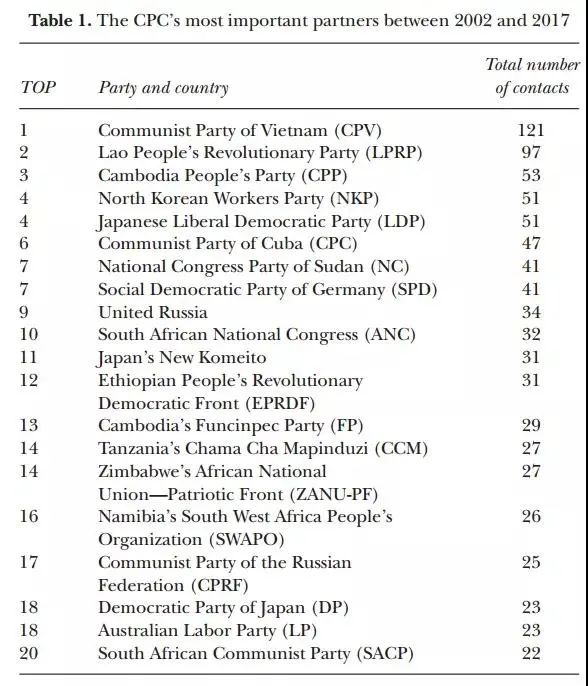 Table 1. The CPC’s most important partners between 2002 and 2017
Total number
TOP Party and country of contacts
1 Communist Party of Vietnam (CPV) 121
2 Lao People’s Revolutionary Party (LPRP) 97
3 Cambodia People’s Party (CPP) 53
4 North Korean Workers Party (NKP) 51
4 Japanese Liberal Democratic Party (LDP) 51
6 Communist Party of Cuba (CPC) 47
7 National Congress Party of Sudan (NC) 41
7 Social Democratic Party of Germany (SPD) 41
9 United Russia 34
10 South African National Congress (ANC) 32
11 Japan’s New Komeito 31
12 Ethiopian People’s Revolutionary 31
Democratic Front (EPRDF)
13 Cambodia’s Funcinpec Party (FP) 29
14 Tanzania’s Chama Cha Mapinduzi (CCM) 27
14 Zimbabwe’s African National 27
Union—Patriotic Front (ZANU-PF)
16 Namibia’s South West Africa People’s 26
Organization (SWAPO)
17 Communist Party of the Russian 25
Federation (CPRF)
18 Democratic Party of Japan (DP) 23
18 Australian Labor Party (LP) 23
20 South African Communist Party (SACP) 22